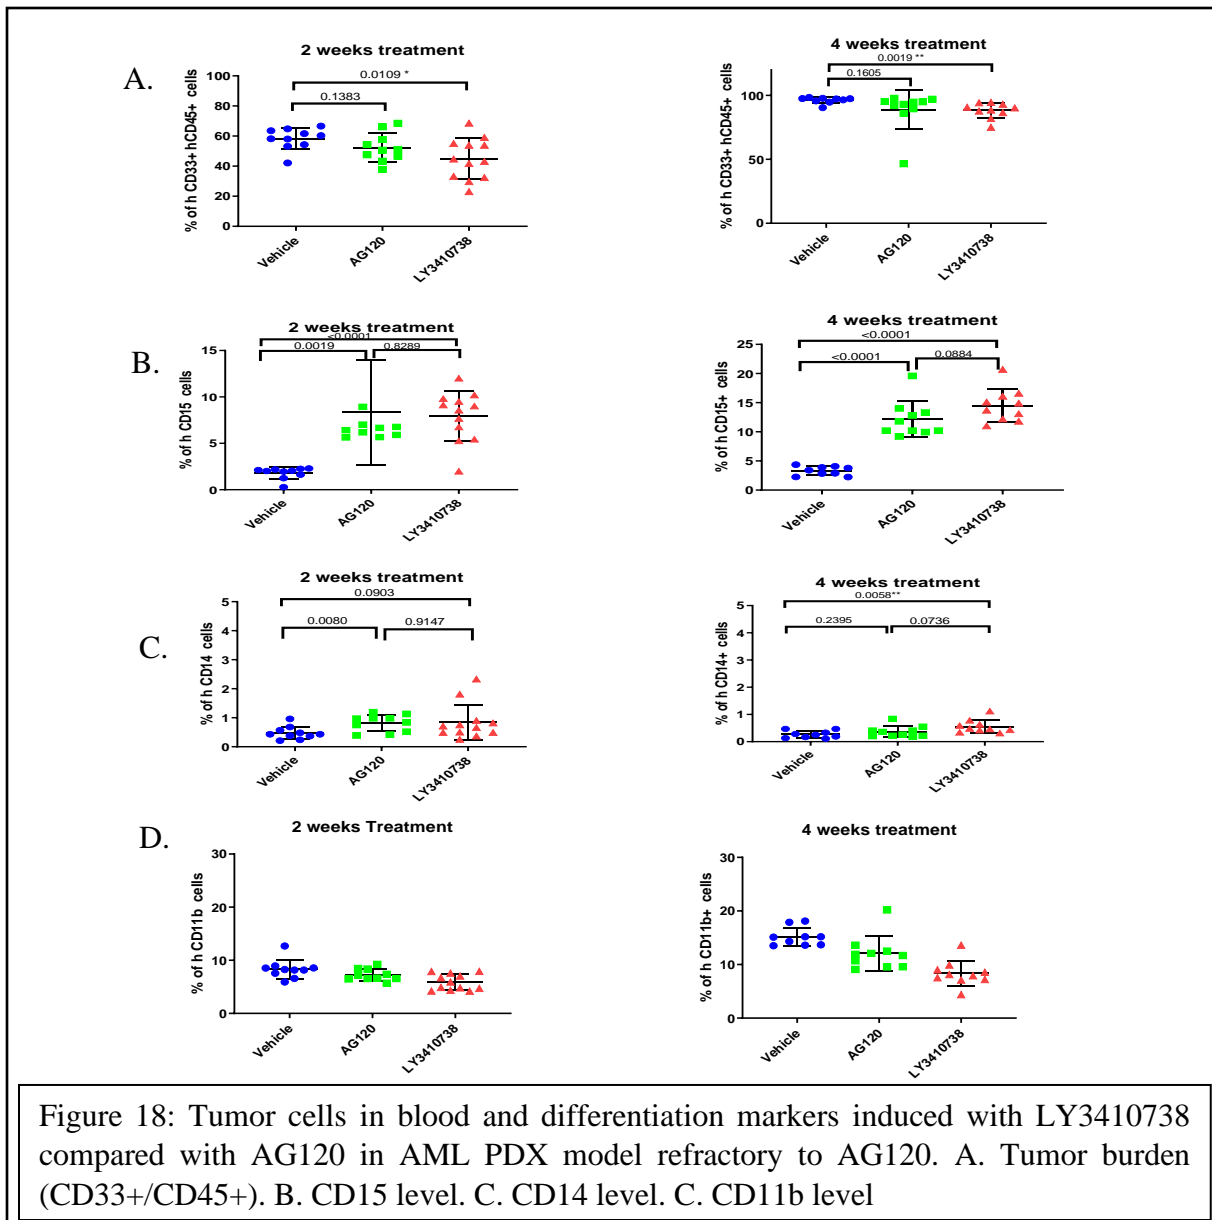 2 weeks treatment
4 weeks treatment
A.
% of h CD33+ hCD45+ cells
100
80
60
40
20
0
0.0109 *
0.1383
Vehicle
AG120
LY3410738
% of h CD33+ hCD45+ cells
100
50
0
0.0019 **
0.1605
Vehicle
AG120
LY3410738
B.
2 weeks treatment
% of h CD15 cells
15
10
5
0
<0.0001
0.0019
0.8289
Vehicle
AG120
LY3410738
4 weeks treatment
% of h CD15+ cells
25
20
15
10
5
0
<0.0001
<0.0001
0.0884
Vehicle
AG120
LY3410738
C.
2 weeks treatment
% of h CD14 cells
5
4
3
2
1
0
0.0903
0.0080
0.9147
Vehicle
AG120
LY3410738
4 weeks treatment
% of h CD14+ cells
5
4
3
2
1
0
0.0058**
0.2395
0.0736
Vehicle
AG120
LY3410738
D.
2 weeks Treatment
% of h CD11b cells
30
20
10
0
Vehicle
AG120
LY3410738
4 weeks treatment
% of h CD11b+ cells
30
20
10
0
Vehicle
AG120
LY3410738
Figure 18: Tumor cells in blood and differentiation markers induced with LY3410738
compared with AG120 in AML PDX model refractory to AG120. A. Tumor burden
(CD33+/CD45+). B. CD15 level. C. CD14 level. C. CD11b level